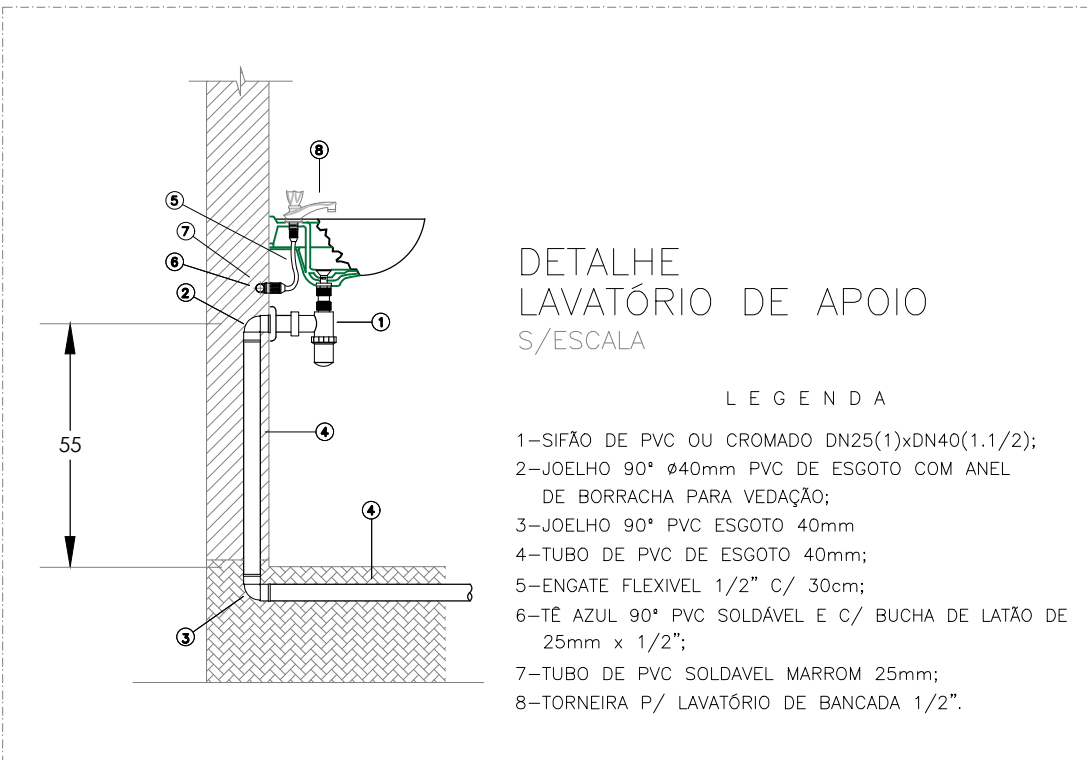 8
5
7
6
2
1
55
4
4
3
DETALHE
LAVATÓRIO DE APOIO
S/ESCALA
LEGENDA
1-SIFÃO DE PVC OU CROMADO DN25(1)xDN40(1.1/2);
2-JOELHO 90° ø40mm PVC DE ESGOTO COM ANEL
DE BORRACHA PARA VEDAÇÃO;
3-JOELHO 90° PVC ESGOTO 40mm
4-TUBO DE PVC DE ESGOTO 40mm;
5-ENGATE FLEXIVEL 1/2" C/ 30cm;
6-TÊ AZUL 90° PVC SOLDÁVEL E C/ BUCHA DE LATÃO DE
25mm x 1/2";
7-TUBO DE PVC SOLDAVEL MARROM 25mm;
8-TORNEIRA P/ LAVATÓRIO DE BANCADA 1/2".